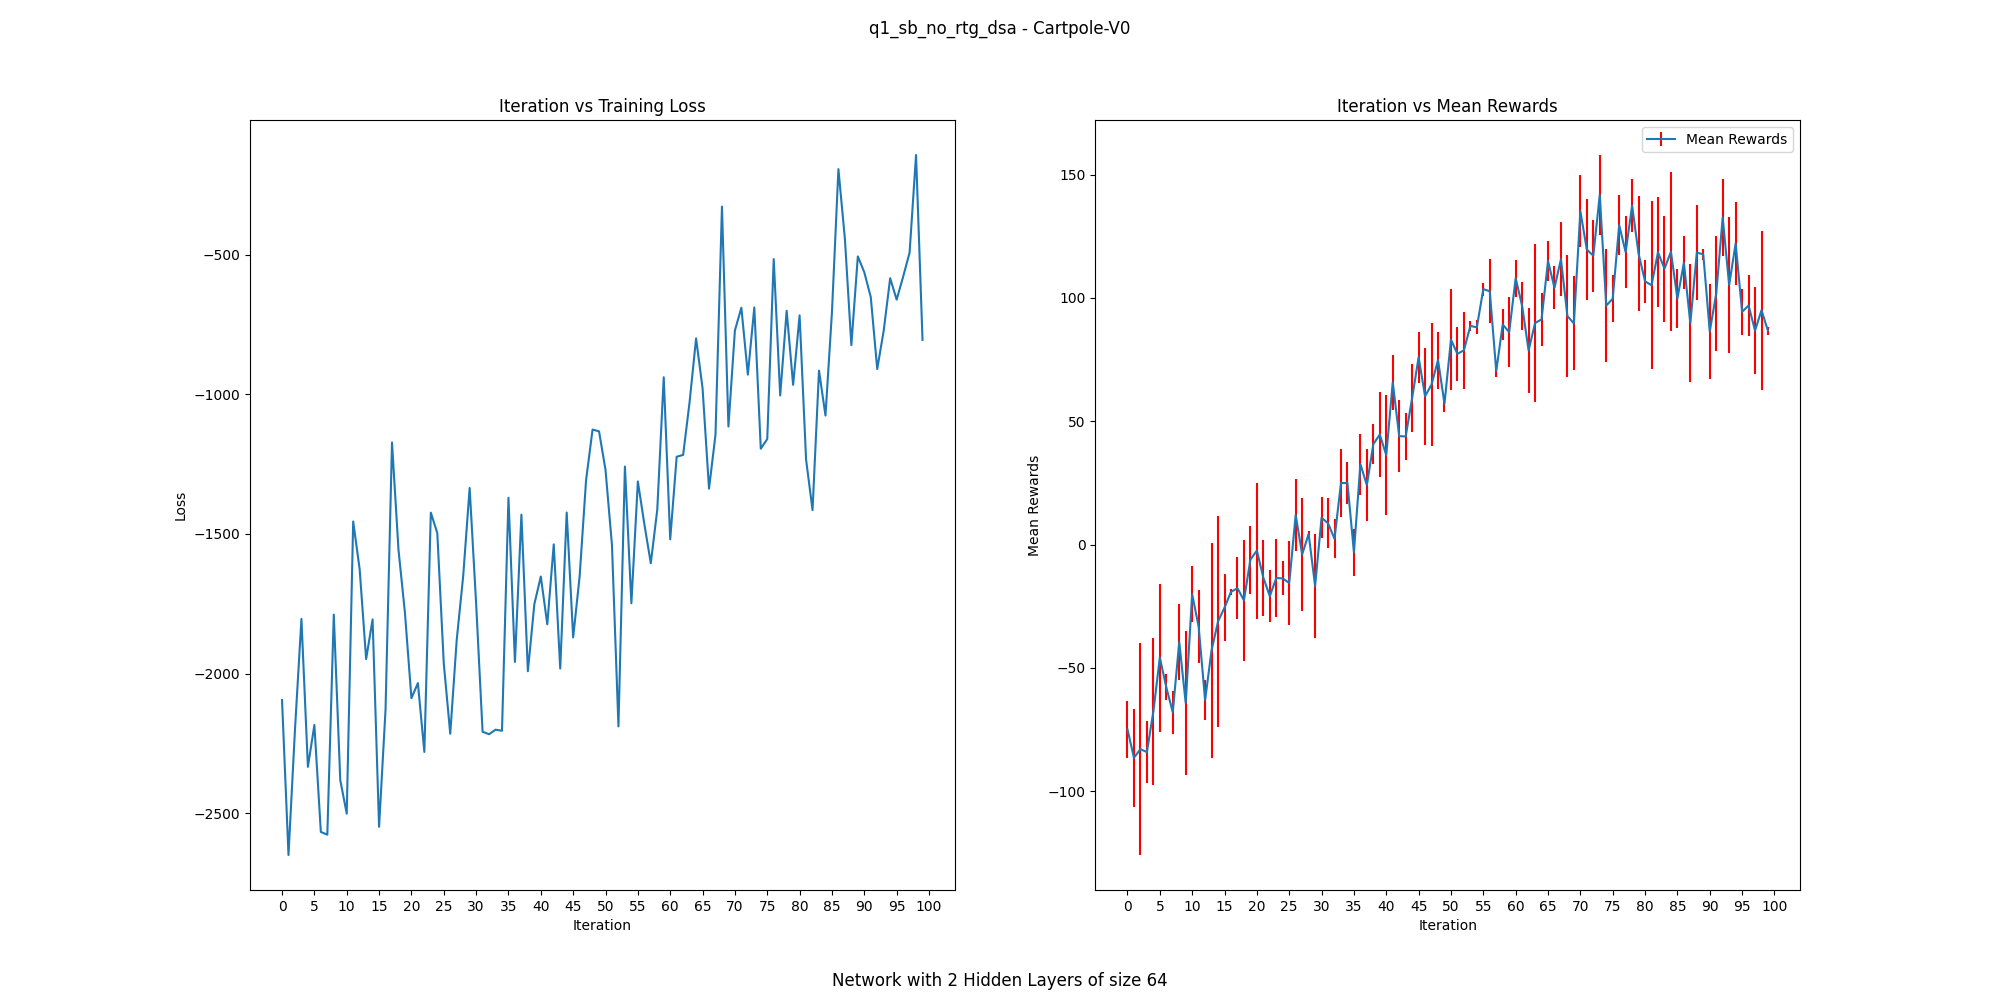 q1_sb_no_rtg_dsa - Cartpole-V0
Iteration vs Training Loss
Loss
−500
−1000
−1500
−2000
−2500
0 5 10 15 20 25 30 35 40 45 50 55 60 65 70 75 80 85 90 95 100
Iteration
Iteration vs Mean Rewards
Mean Rewards
Mean Rewards
150
100
50
0
−50
−100
0 5 10 15 20 25 30 35 40 45 50 55 60 65 70 75 80 85 90 95 100
Iteration
Network with 2 Hidden Layers of size 64